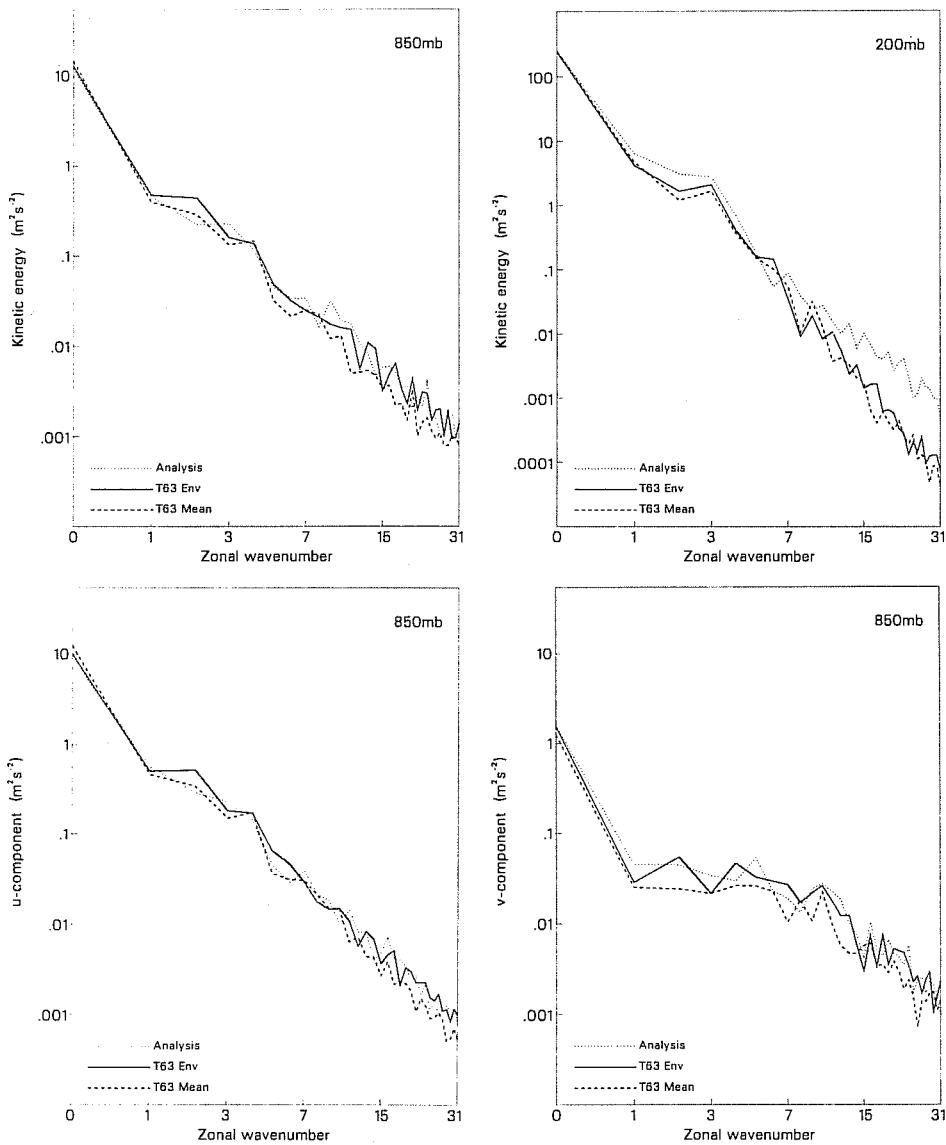 850mb
10
1
.1
.01
.001
Kinetic energy (m² s⁻²)
Analysis
T63 Env
T63 Mean
0 1 3 7 15 31
Zonal wavenumber
200mb
100
10
1
.1
.01
.001
.0001
Kinetic energy (m² s⁻²)
Analysis
T63 Env
T63 Mean
0 1 3 7 15 31
Zonal wavenumber
850mb
10
1
.1
.01
.001
u-component (m² s⁻²)
Analysis
T63 Env
T63 Mean
0 1 3 7 15 31
Zonal wavenumber
850mb
10
1
.1
.01
.001
v-component (m² s⁻²)
Analysis
T63 Env
T63 Mean
0 1 3 7 15 31
Zonal wavenumber